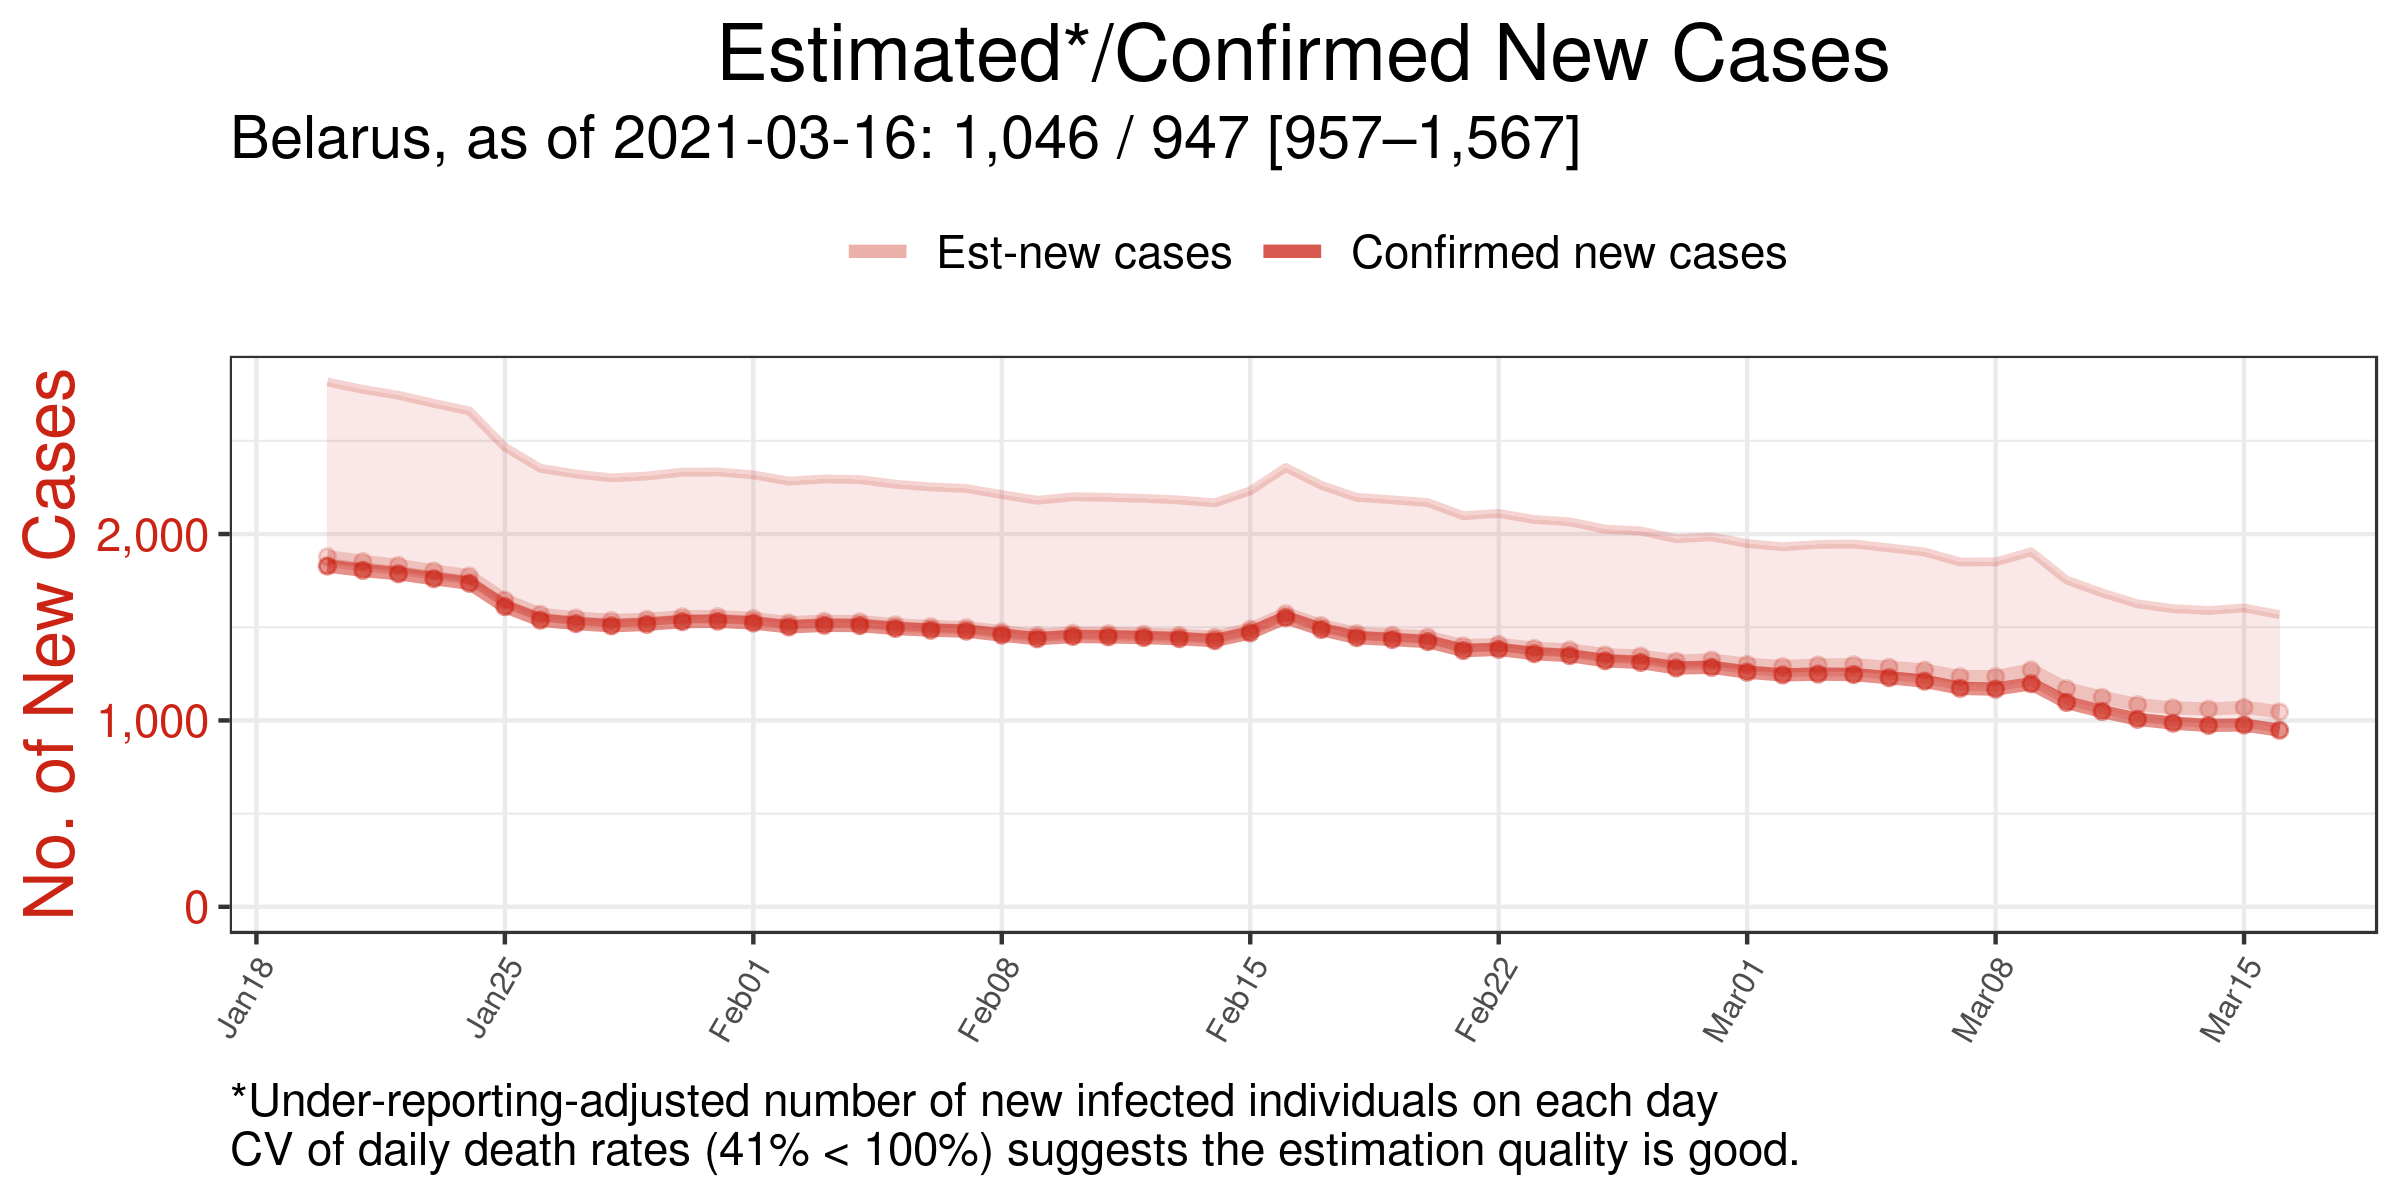 Estimated*/Confirmed New Cases
Belarus, as of 2021-03-16: 1,046 / 947 [957–1,567]
Est-new cases
Confirmed new cases
No. of New Cases
2,000
1,000
0
Jan18
Jan25
Feb01
Feb08
Feb15
Feb22
Mar01
Mar08
Mar15
*Under-reporting-adjusted number of new infected individuals on each day
CV of daily death rates (41% < 100%) suggests the estimation quality is good.